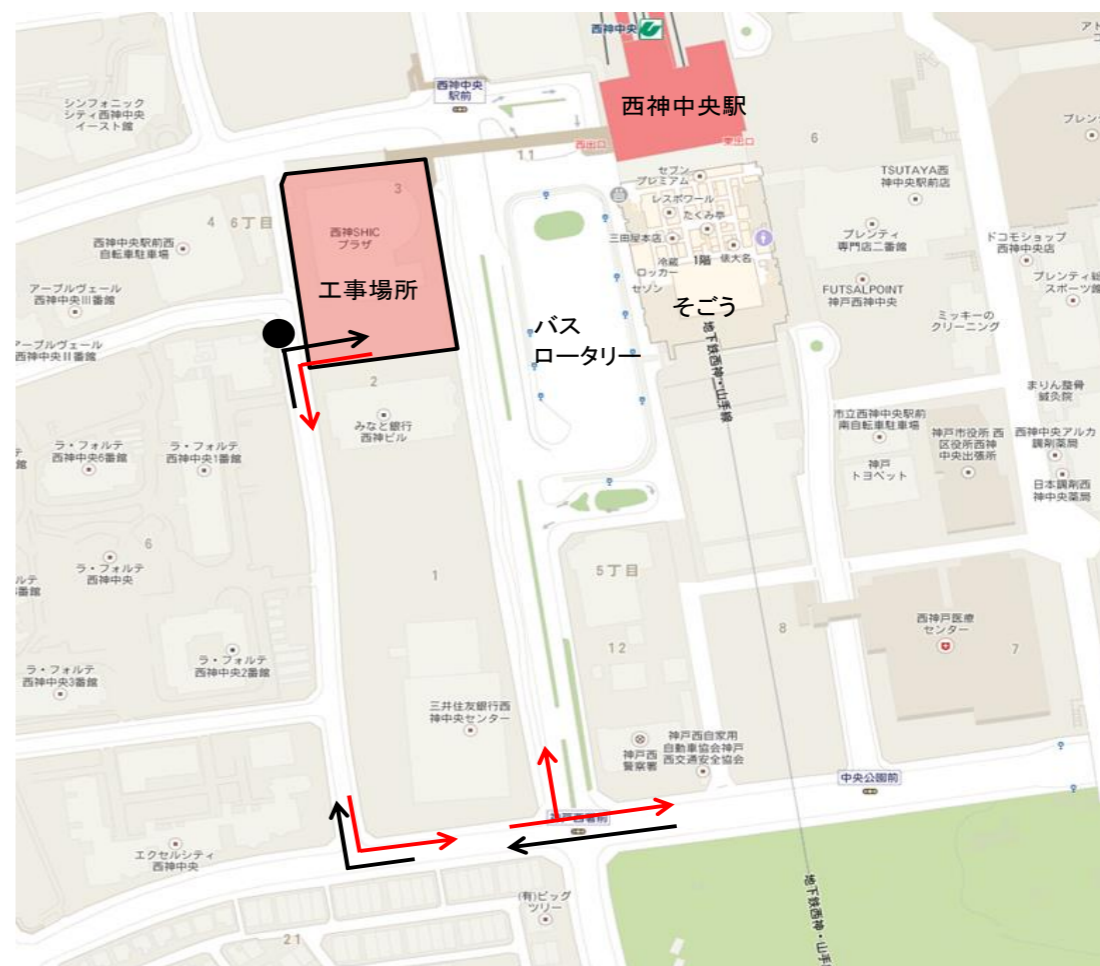 西神中央
アト
コ
西神中央
駅前
シンフォニック
シティ西神中央
イースト館
西神中央駅
プレン
西出口
東出口
11
6
セブン
プレミアム
レスポワール
たくみ亭
三田屋本店
冷蔵
ロッカー
1階
俵大名
セゾン
TSUTAYA西
神中央駅前店
3
4
6丁目
西神SHIC
プラザ
西神中央駅前西
自転車駐車場
プレンティ
専門店二番館
ドコモショップ
西神中央店
工事場所
アーブルヴェール
西神中央Ⅲ番館
アーブルヴェール
西神中央Ⅱ番館
そごう
バス
ロータリー
FUTSALPOINT
神戸西神中央
プレンティ総
スポーツ館
ミッキーの
クリーニング
地下鉄西神・山手線
2
みなと銀行
西神ビル
まりん整骨
鍼灸院
市立西神中央駅前
南自転車駐車場
神戸市役所 西
区役所西神
中央出張所
西神中央アルカ
調剤薬局
ラ・フォルテ
西神中央6番館
ラ・フォルテ
西神中央1番館
神戸
トヨペット
日本調剤西
神中央薬局
6
ラ・フォルテ
西神中央
1
5丁目
ルテ
番館
12
8
西神戸医療
センター
7
ラ・フォルテ
西神中央3番館
ラ・フォルテ
西神中央2番館
三井住友銀行西
神中央センター
神戸西
警察署
神戸西自家用
自動車協会神戸
西交通安全協会
中央公園前
神戸西署前
エクセルシティ
西神中央
(有)ビッグ
ツリー
地下鉄西神・山手
21